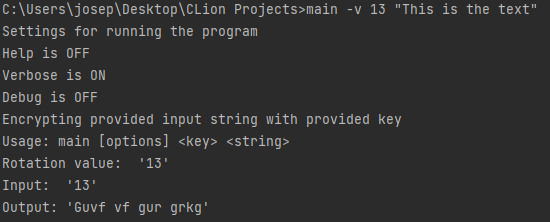 C:\Users\josep\Desktop\CLion Projects>main -v 13 "This is the text"
Settings for running the program
Help is OFF
Verbose is ON
Debug is OFF
Encrypting provided input string with provided key
Usage: main [options] <key> <string>
Rotation value:  '13'
Input:  '13'
Output: 'Guvf vf gur grkg'